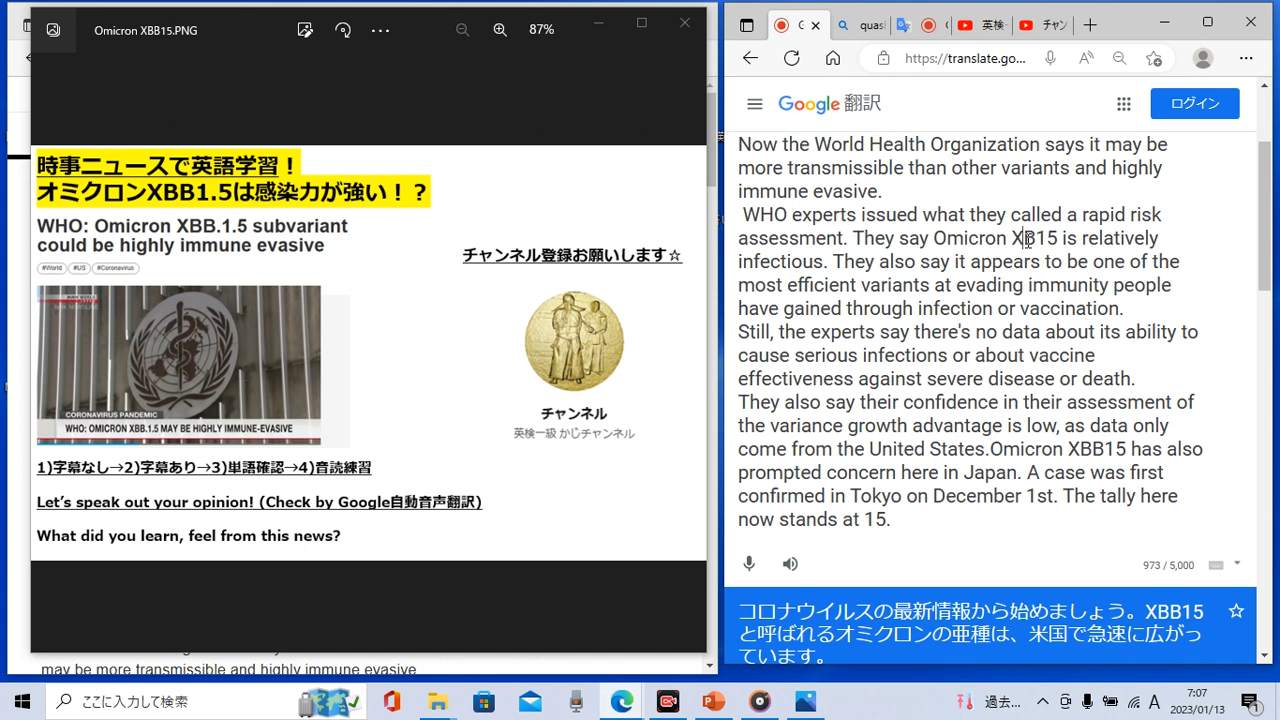 Omicron XBB15.PNG
87%
時事ニュースで英語学習！
オミクロンXBB1.5は感染力が強い！？
WHO: Omicron XBB.1.5 subvariant
could be highly immune evasive
#World #US #Coronavirus
CORONAVIRUS PANDEMIC
WHO: OMICRON XBB.1.5 MAY BE HIGHLY IMMUNE-EVASIVE
チャンネル登録お願いします☆
チャンネル
英検一級 かじチャンネル
1)字幕なし→2)字幕あり→3)単語確認→4)音読練習
Let’s speak out your opinion! (Check by Google自動音声翻訳)
What did you learn, feel from this news?
may be more transmissible and highly immune evasive
quas
英検・
チャン
https://translate.go...
Google 翻訳
ログイン
Now the World Health Organization says it may be
more transmissible than other variants and highly
immune evasive.
WHO experts issued what they called a rapid risk
assessment. They say Omicron XB15 is relatively
infectious. They also say it appears to be one of the
most efficient variants at evading immunity people
have gained through infection or vaccination.
Still, the experts say there's no data about its ability to
cause serious infections or about vaccine
effectiveness against severe disease or death.
They also say their confidence in their assessment of
the variance growth advantage is low, as data only
come from the United States.Omicron XBB15 has also
prompted concern here in Japan. A case was first
confirmed in Tokyo on December 1st. The tally here
now stands at 15.
973 / 5,000
コロナウイルスの最新情報から始めましょう。XBB15
と呼ばれるオミクロンの亜種は、米国で急速に広がっ
ています。
ここに入力して検索
過去...
A
7:07
2023/01/13